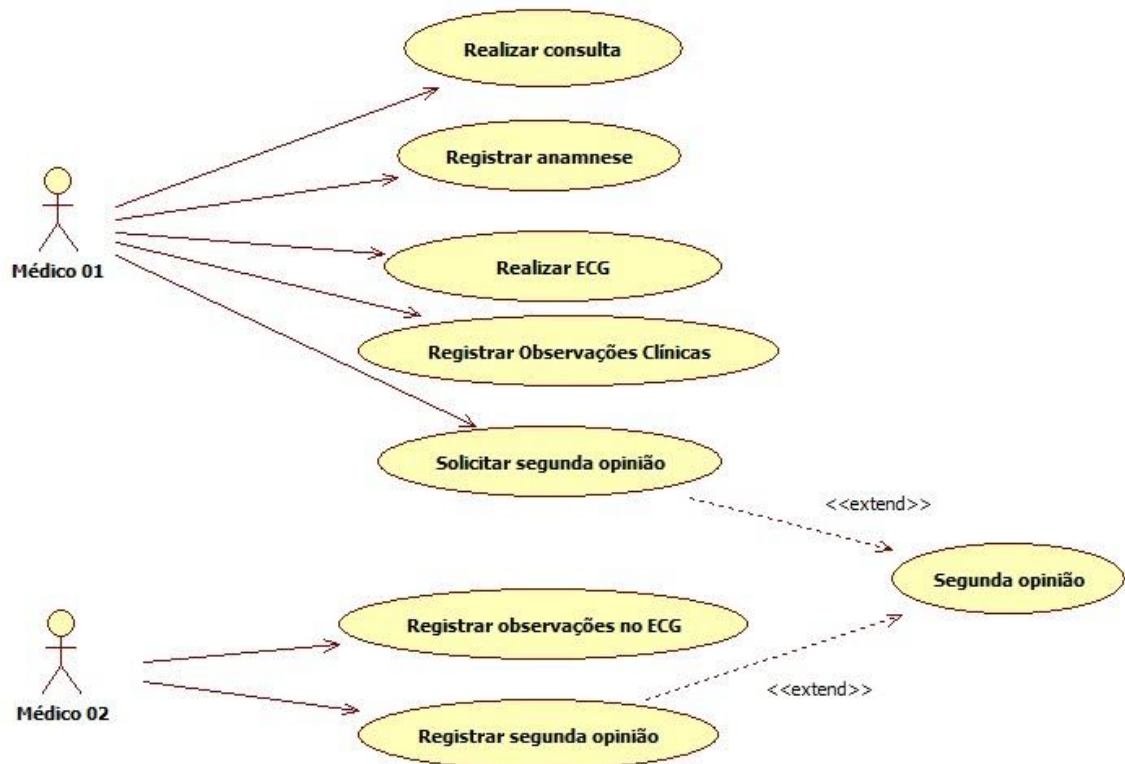 Realizar consulta
Registrar anamnese
Médico 01
Realizar ECG
Registrar Observações Clínicas
Solicitar segunda opinião
<<extend>>
Segunda opinião
Registrar observações no ECG
<<extend>>
Médico 02
Registrar segunda opinião